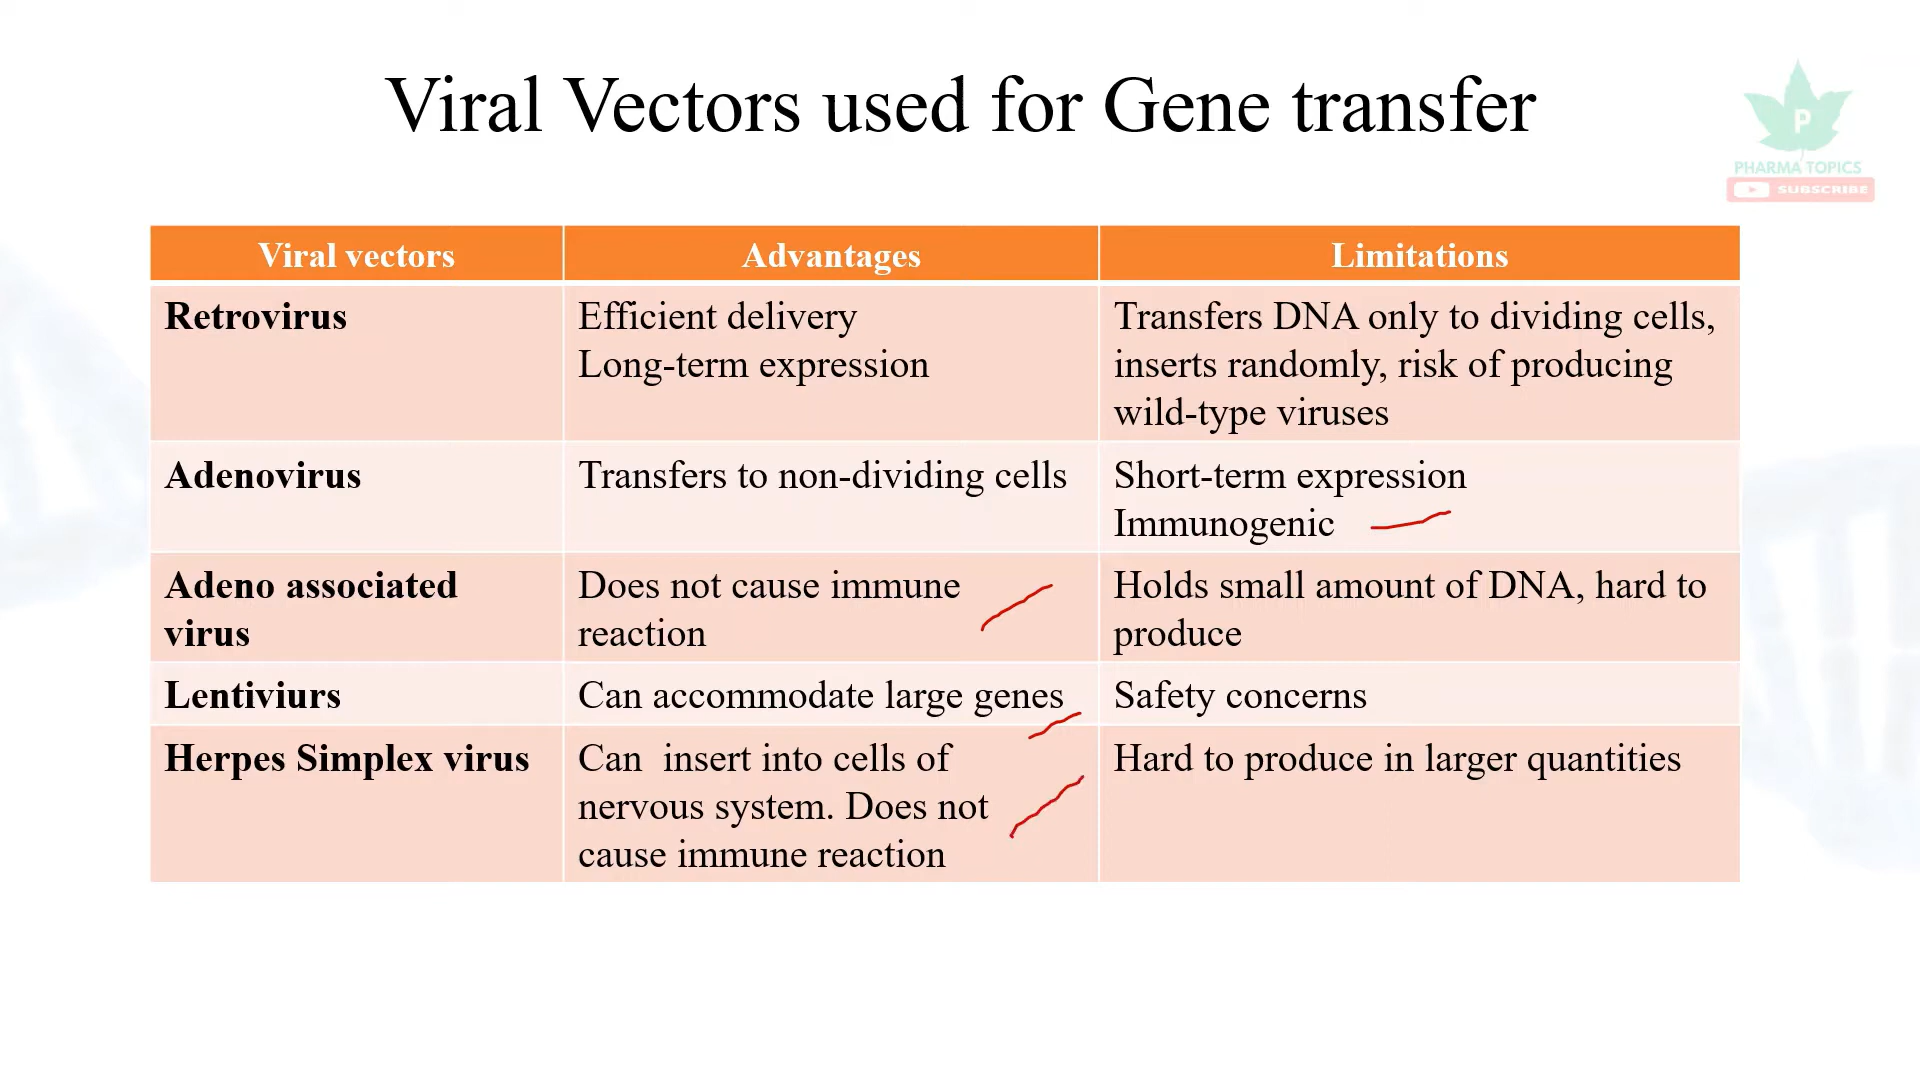 Viral Vectors used for Gene transfer
P
PHARMA TOPICS
SUBSCRIBE
Viral vectors
Advantages
Limitations
Retrovirus
Efficient delivery
Long-term expression
Transfers DNA only to dividing cells,
inserts randomly, risk of producing
wild-type viruses
Adenovirus
Transfers to non-dividing cells
Short-term expression
Immunogenic
Adeno associated
virus
Does not cause immune
reaction
Holds small amount of DNA, hard to
produce
Lentiviurs
Can accommodate large genes
Safety concerns
Herpes Simplex virus
Can  insert into cells of
nervous system. Does not
cause immune reaction
Hard to produce in larger quantities